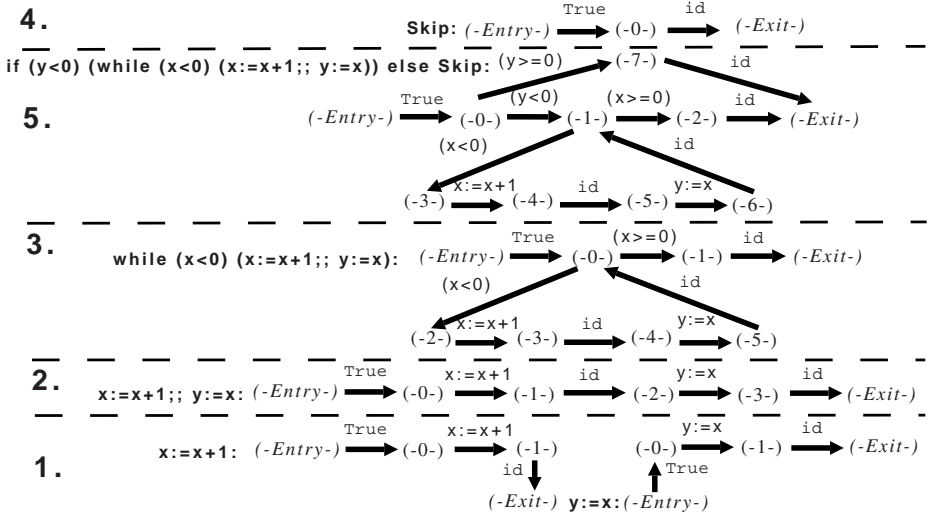 4.
True id
Skip: (-Entry-) (-0-) (-Exit-)
if (y<0) (while (x<0) (x:=x+1;; y:=x)) else Skip: (y>=0) (-7-) id
5.
True (y<0) (x>=0) id
(-Entry-) (-0-) (-1-) (-2-) (-Exit-)
(x<0) id
x:=x+1 id y:=x
(-3-) (-4-) (-5-) (-6-)
3.
True (x>=0) id
while (x<0) (x:=x+1;; y:=x): (-Entry-) (-0-) (-1-) (-Exit-)
(x<0) id
x:=x+1 id y:=x
(-2-) (-3-) (-4-) (-5-)
2.
True x:=x+1 id y:=x id
x:=x+1;; y:=x: (-Entry-) (-0-) (-1-) (-2-) (-3-) (-Exit-)
1.
True x:=x+1 y:=x id
x:=x+1: (-Entry-) (-0-) (-1-) (-0-) (-1-) (-Exit-)
id True
(-Exit-) y:=x: (-Entry-)